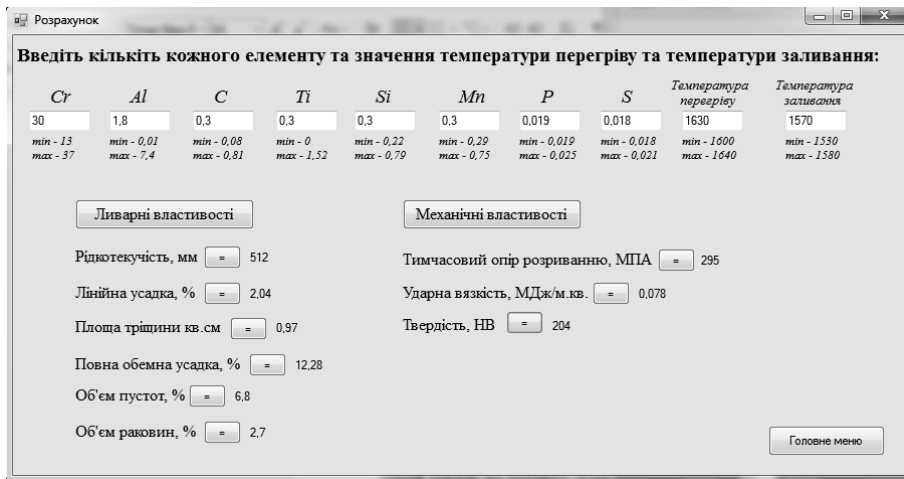 Розрахунок
Введіть кількіть кожного елементу та значення температури перегріву та температури заливання:
Cr Al C Ti Si Mn P S Температура перегріву Температура заливання
30 1,8 0,3 0,3 0,3 0,3 0,019 0,018 1630 1570
min - 13 min - 0,01 min - 0,08 min - 0 min - 0,22 min - 0,29 min - 0,019 min - 0,018 min - 1600 min - 1530
max - 37 max - 7,4 max - 0,81 max - 1,52 max - 0,79 max - 0,75 max - 0,025 max - 0,021 max - 1640 max - 1580
Ливарні властивості Механічні властивості
Рідкотекучість, мм = 512
Тимчасовий опір розриванню, МПА = 295
Лінійна усадка, % = 2,04
Ударна вязкість, МДж/м.кв. = 0,078
Площа тріщини кв.см = 0,97
Твердість, НВ = 204
Повна обемна усадка, % = 12,28
Об'єм пустот, % = 6,8
Об'єм раковин, % = 2,7
Головне меню